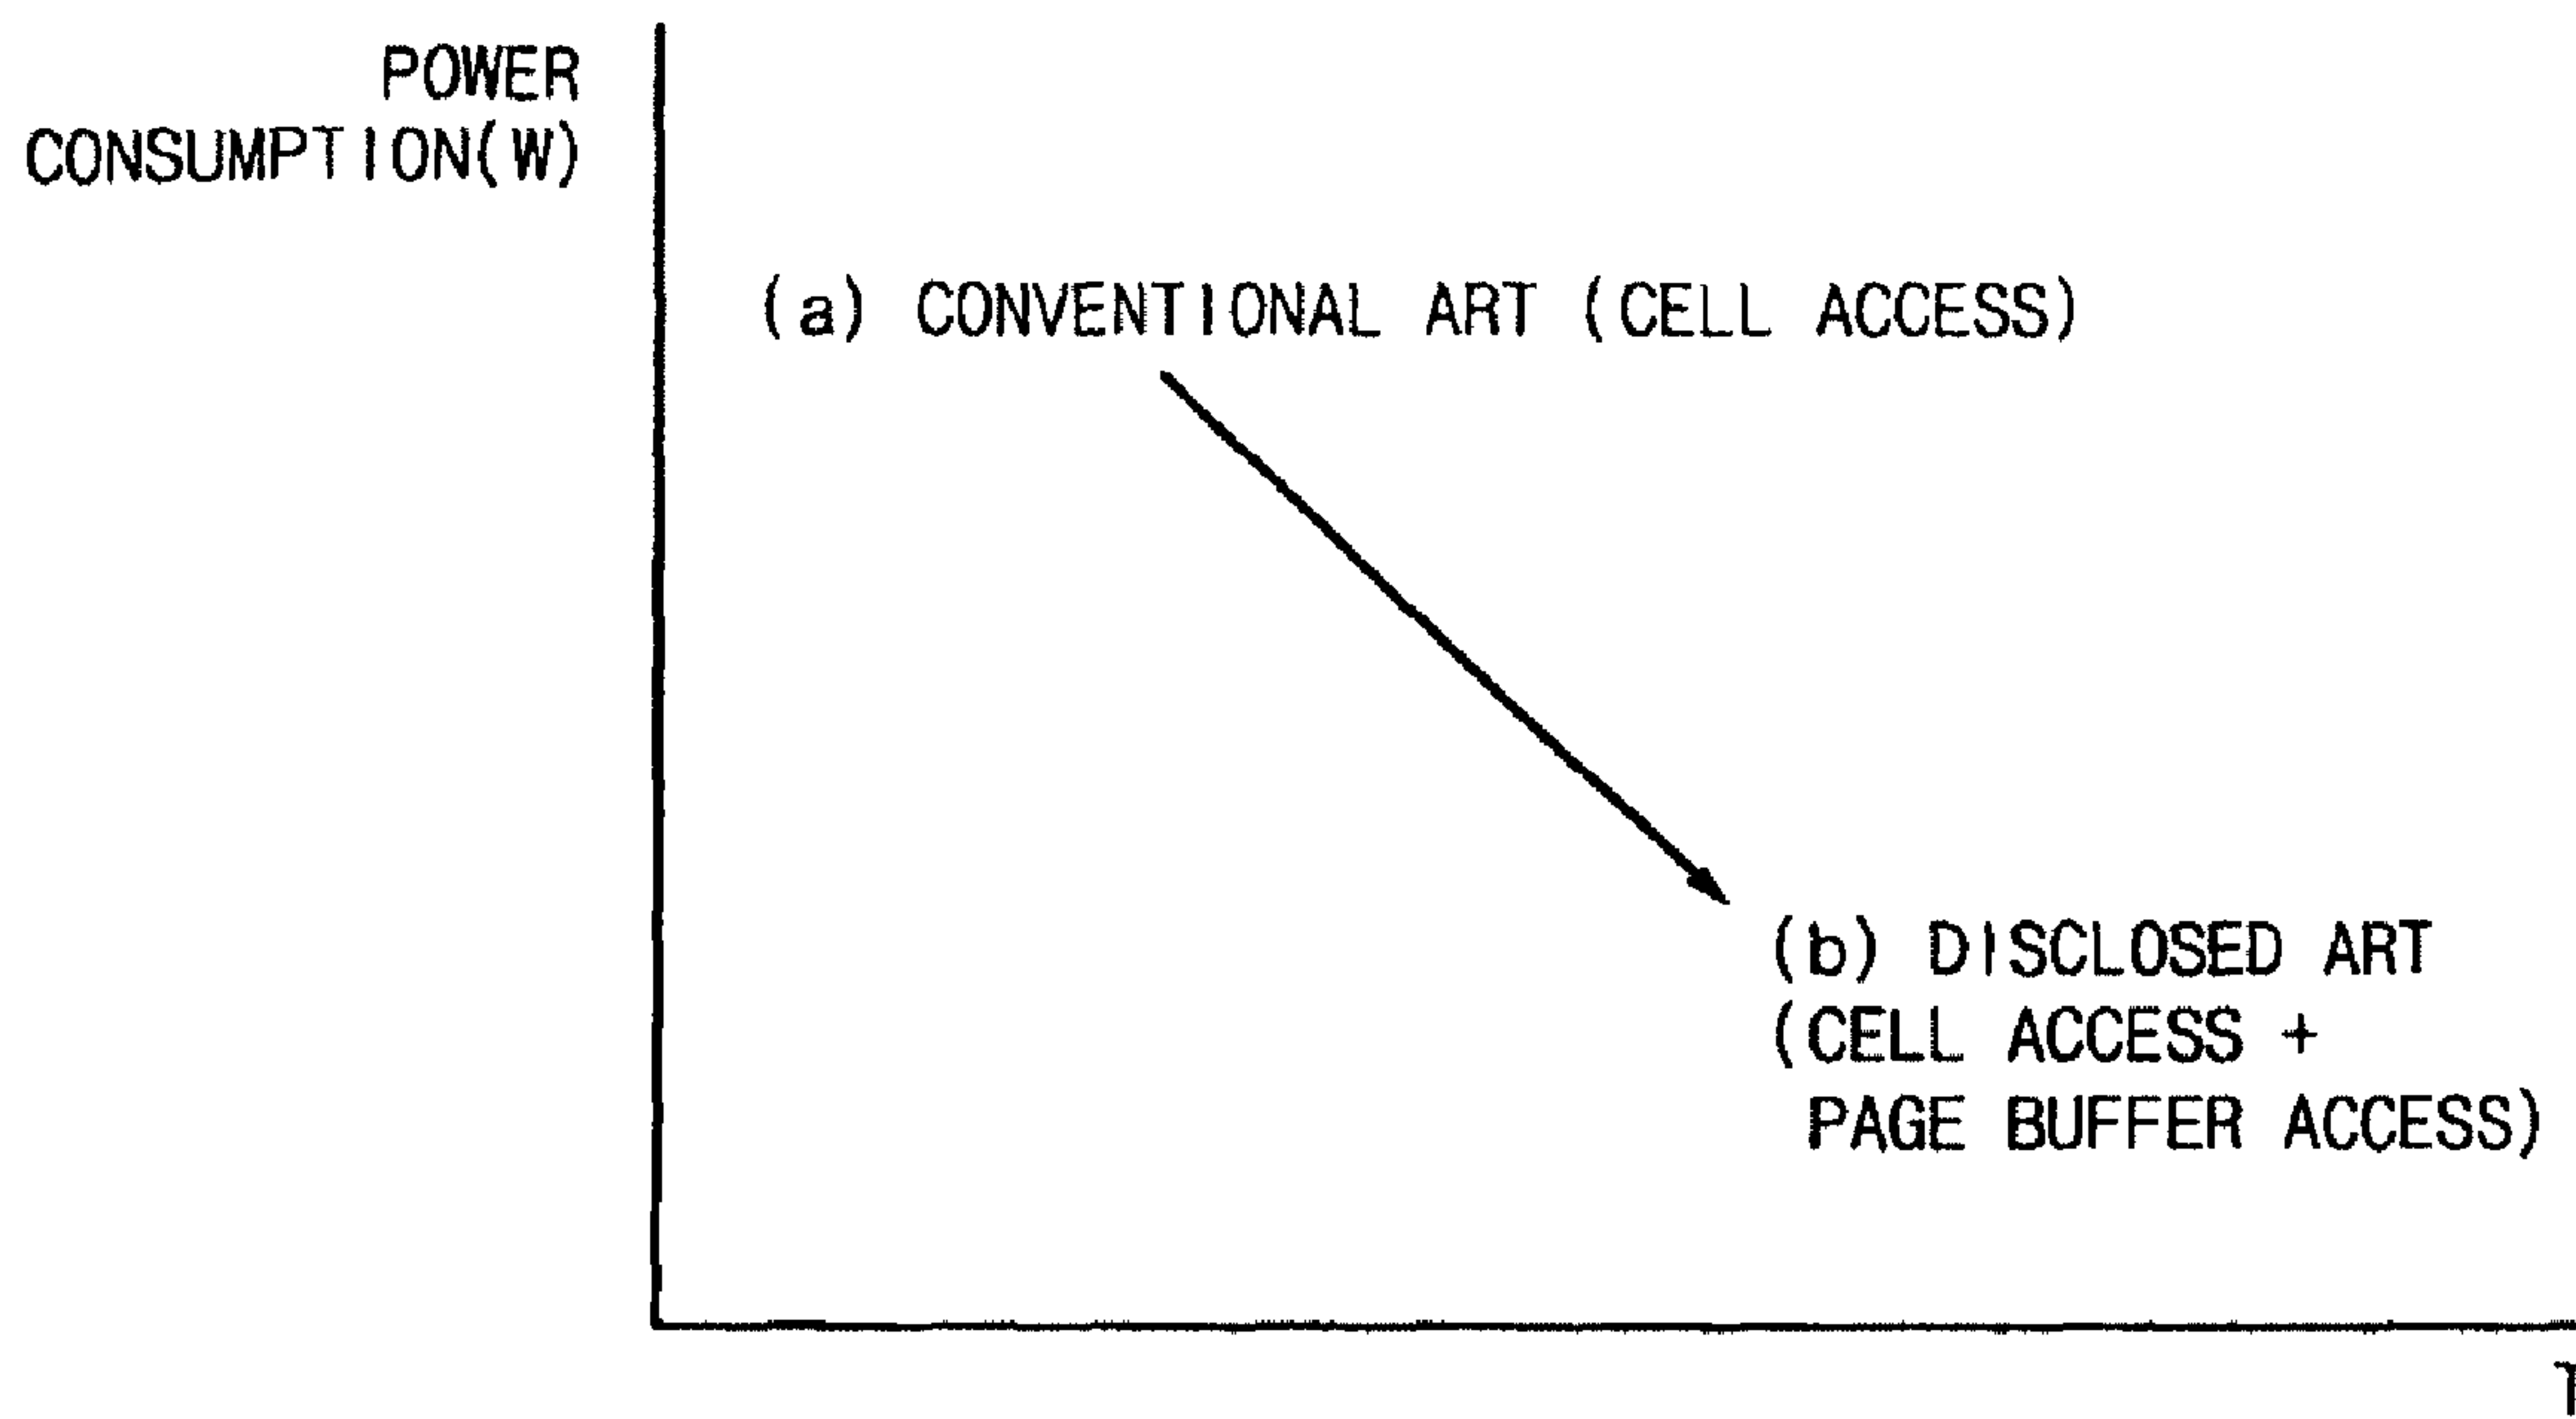 POWER
CONSUMPTION(W)
(a) CONVENTIONAL ART (CELL ACCESS)
(b) DISCLOSED ART
(CELL ACCESS +
PAGE BUFFER ACCESS)